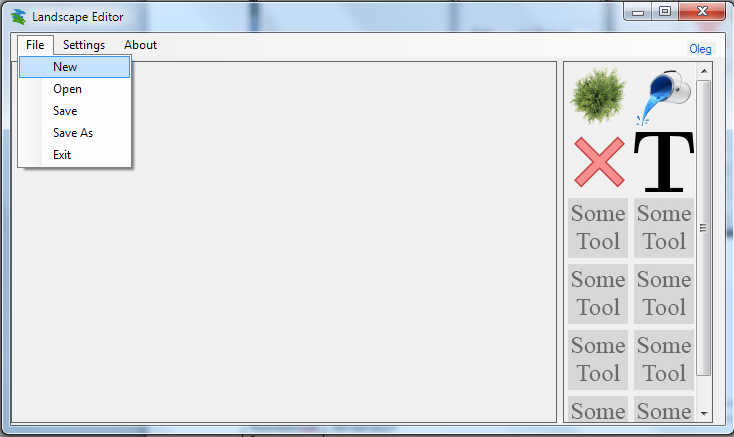 Landscape Editor
File Settings About
Oleg
New
Open
Save
Save As
Exit
T
Some Some
Tool Tool
Some Some
Tool Tool
Some Some
Tool Tool
Some Some